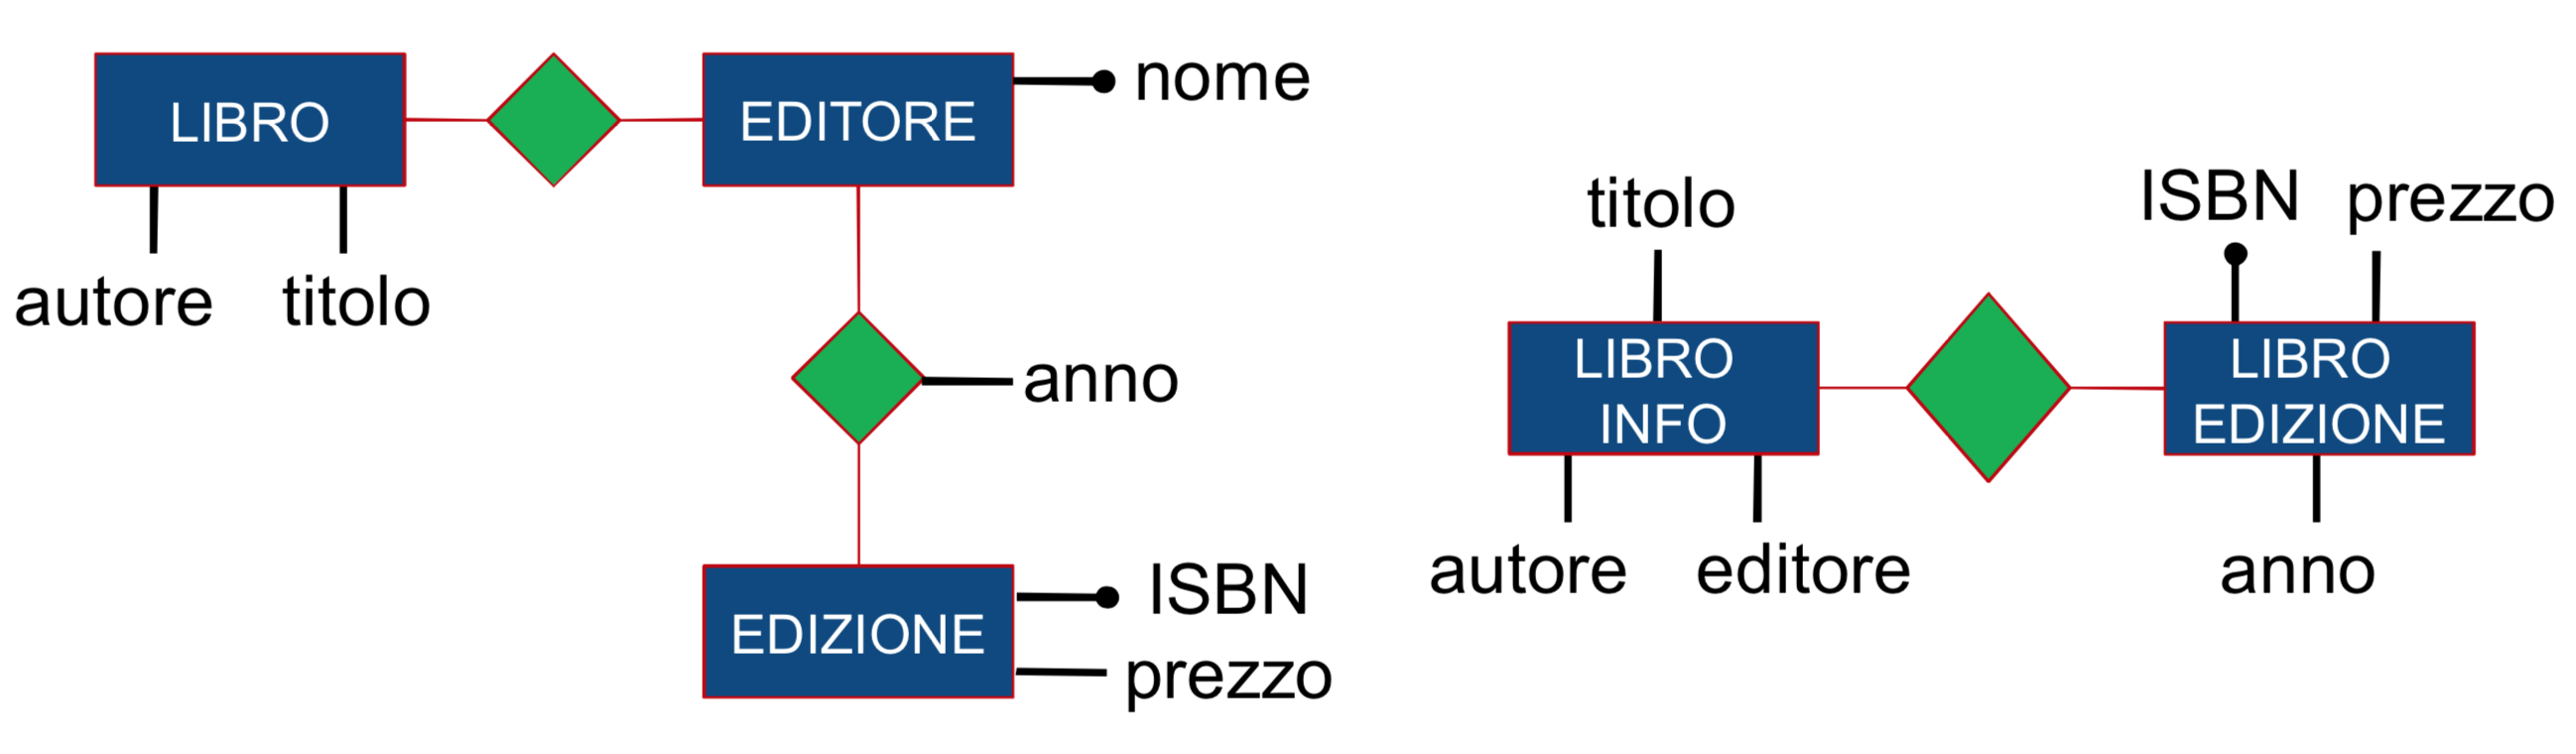 LIBRO
EDITORE
nome
autore
titolo
anno
EDIZIONE
ISBN
prezzo
titolo
ISBN
prezzo
LIBRO
INFO
LIBRO
EDIZIONE
autore
editore
anno